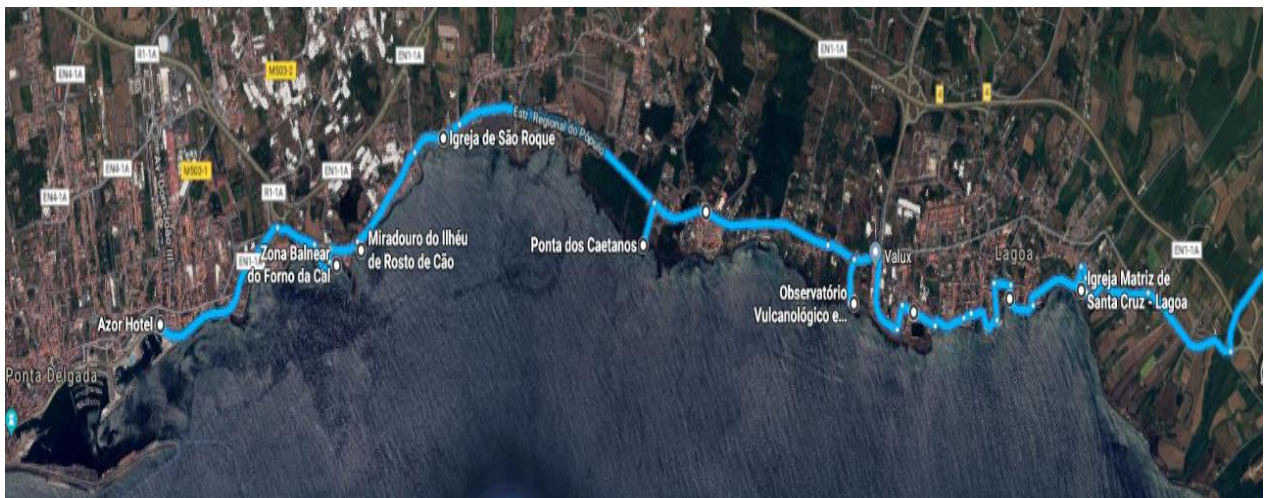 EN1-1A
R1-1A
EN4-1A
M503-2
EN1-1A
4
4
Igreja de São Roque
Estr. Regional do Pópulo
EN4-1A
M503-1
EN1-1A
EN4-1A
R1-1A
Zona Balnear
do Forno da Cal
EN1-1A
Miradouro do Ilhéu
de Rosto de Cão
Ponta dos Caetanos
Valux
Lagoa
EN1-1A
Observatório
Vulcanológico e...
Igreja Matriz de
Santa Cruz - Lagoa
Azor Hotel
Ponta Delgada